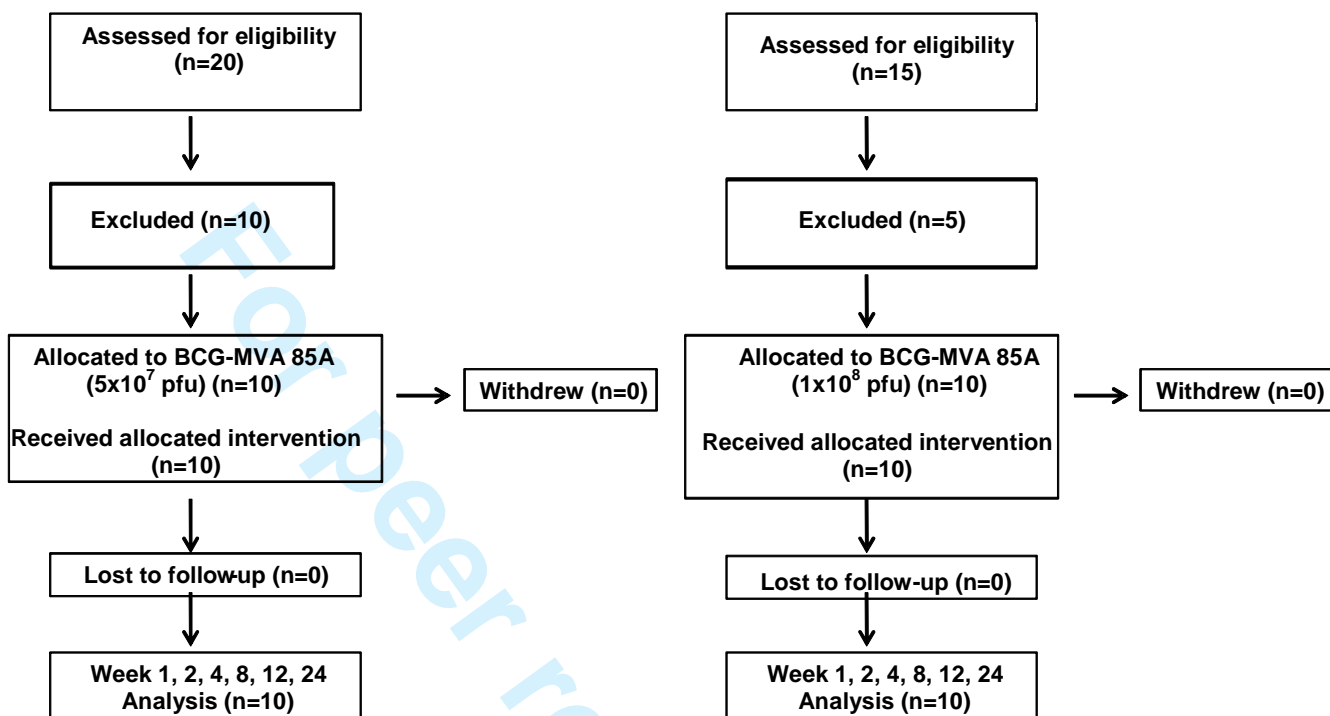 Assessed for eligibility
(n=20)
Excluded (n=10)
Allocated to BCG-MVA 85A
(5x10⁷ pfu) (n=10)
Received allocated intervention
(n=10)
Withdrew (n=0)
Lost to follow-up (n=0)
Week 1, 2, 4, 8, 12, 24
Analysis (n=10)
Assessed for eligibility
(n=15)
Excluded (n=5)
Allocated to BCG-MVA 85A
(1x10⁸ pfu) (n=10)
Received allocated intervention
(n=10)
Withdrew (n=0)
Lost to follow-up (n=0)
Week 1, 2, 4, 8, 12, 24
Analysis (n=10)
For peer re